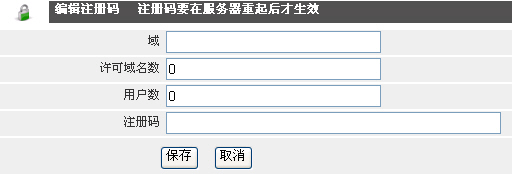 编辑注册码 注册码要在服务器重起后才生效
域
许可域名数 0
用户数 0
注册码
保存 取消